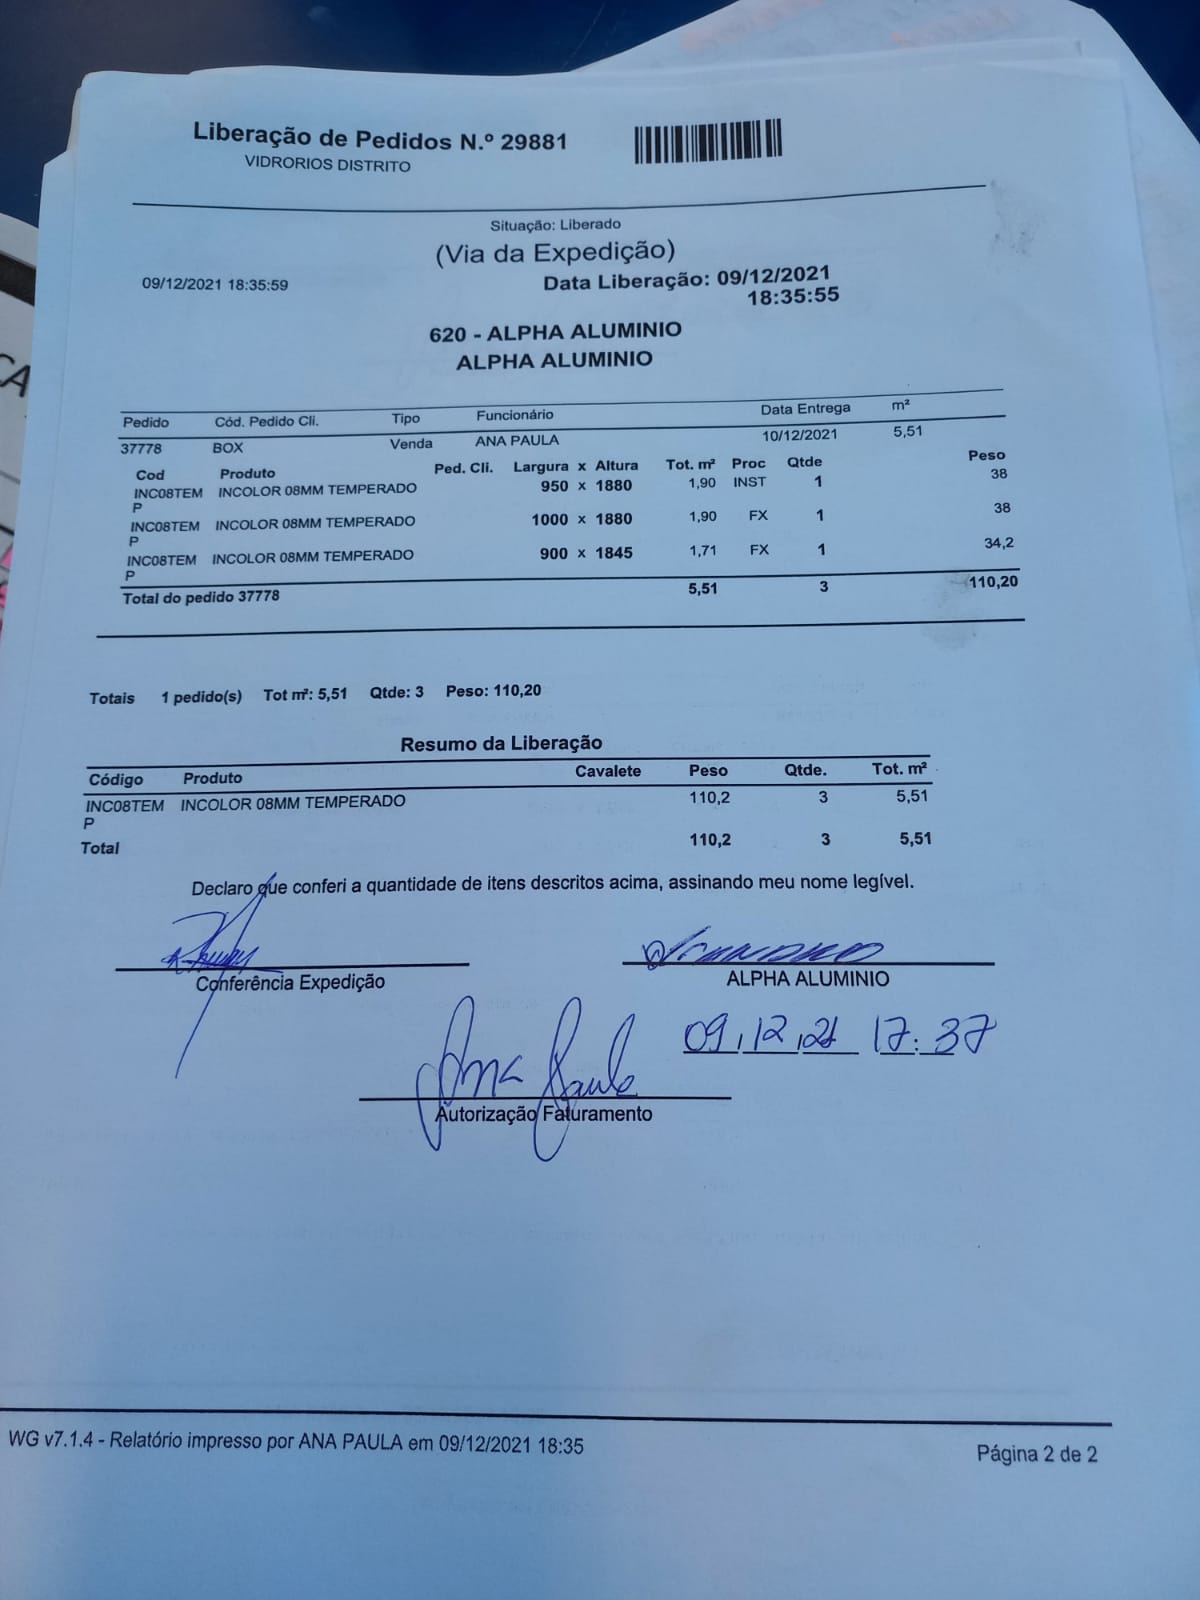 Liberação de Pedidos N.º 29881
VIDRORIOS DISTRITO
Situação: Liberado
(Via da Expedição)
09/12/2021 18:35:59 Data Liberação: 09/12/2021
18:35:55
620 - ALPHA ALUMINIO
ALPHA ALUMINIO
Pedido Cód. Pedido Cli. Tipo Funcionário Data Entrega m²
37778 BOX Venda ANA PAULA 10/12/2021 5,51
Cod Produto Ped. Cli. Largura x Altura Tot. m² Proc Qtde Peso
INC08TEM INCOLOR 08MM TEMPERADO 950 x 1880 1,90 INST 1 38
P
INC08TEM INCOLOR 08MM TEMPERADO 1000 x 1880 1,90 FX 1 38
P
INC08TEM INCOLOR 08MM TEMPERADO 900 x 1845 1,71 FX 1 34,2
P
Total do pedido 37778 5,51 3 110,20
Totais 1 pedido(s) Tot m²: 5,51 Qtde: 3 Peso: 110,20
Resumo da Liberação
Código Produto Cavalete Peso Qtde. Tot. m²
INC08TEM INCOLOR 08MM TEMPERADO 110,2 3 5,51
P
Total 110,2 3 5,51
Declaro que conferi a quantidade de itens descritos acima, assinando meu nome legível.
Conferência Expedição ALPHA ALUMINIO
09,12,21 17:37
Ana Paula
Autorização Faturamento
WG v7.1.4 - Relatório impresso por ANA PAULA em 09/12/2021 18:35
Página 2 de 2
CA